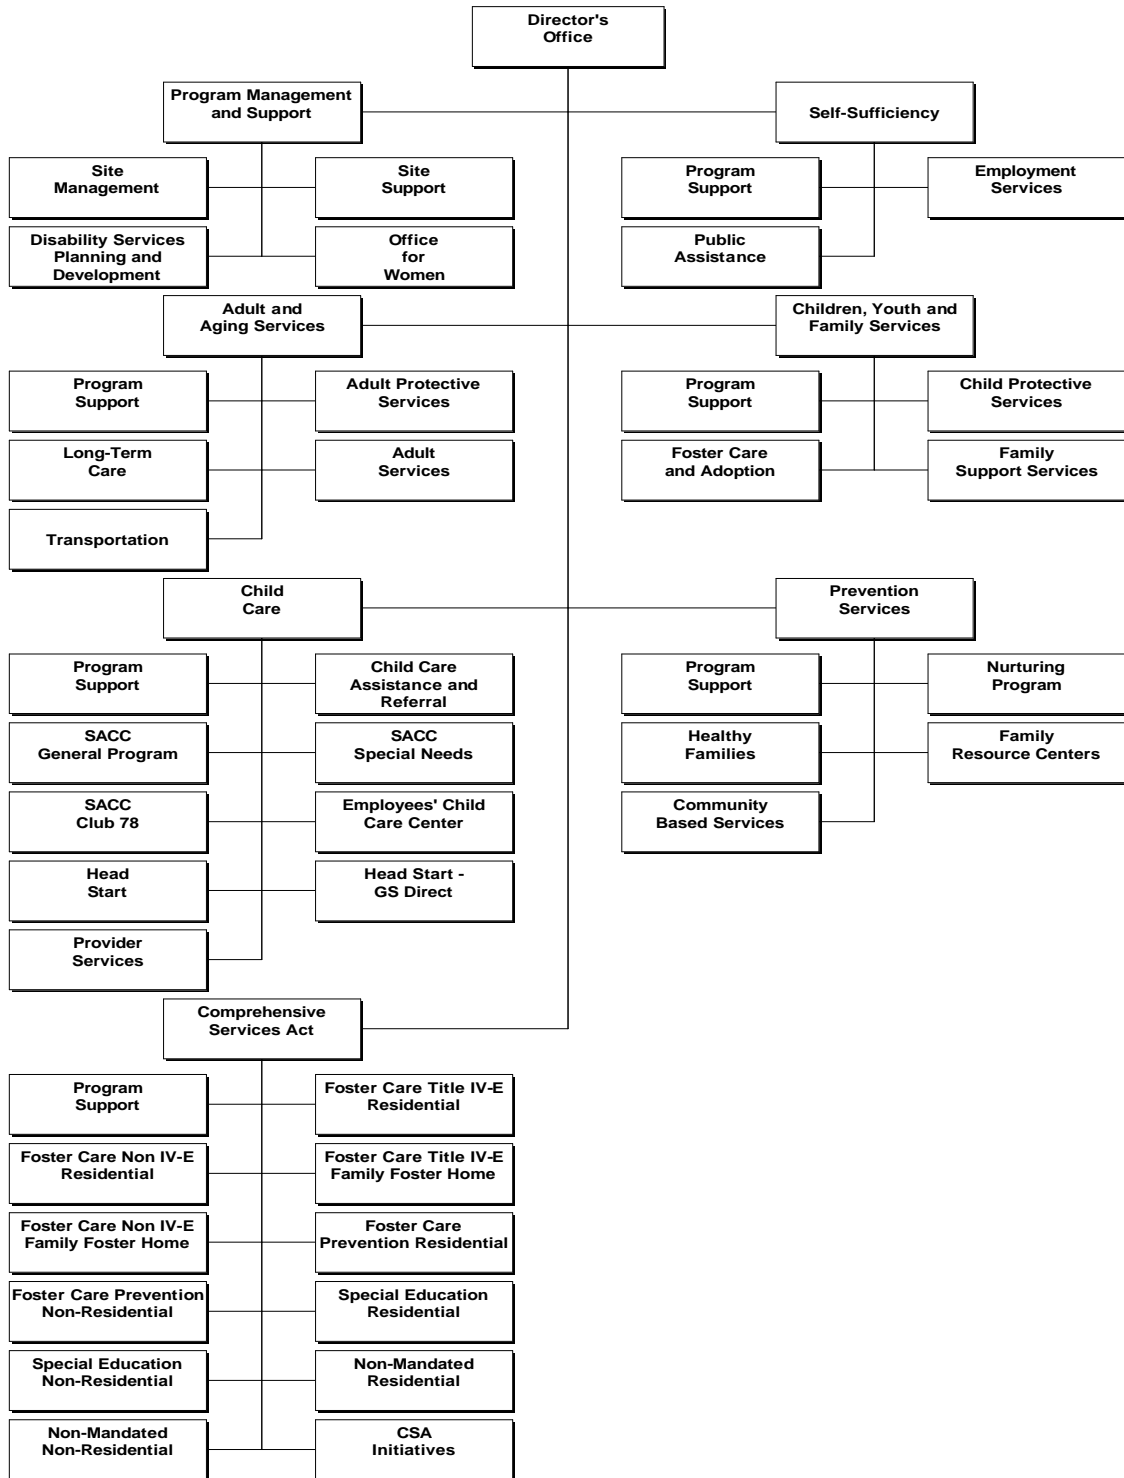 Director's
Office
Program Management
and Support
Self-Sufficiency
Site
Management
Site
Support
Program
Support
Employment
Services
Disability Services
Planning and
Development
Office
for
Women
Public
Assistance
Adult and
Aging Services
Children, Youth and
Family Services
Program
Support
Adult Protective
Services
Program
Support
Child Protective
Services
Long-Term
Care
Adult
Services
Foster Care
and Adoption
Family
Support Services
Transportation
Child
Care
Prevention
Services
Program
Support
Child Care
Assistance and
Referral
Program
Support
Nurturing
Program
SACC
General Program
SACC
Special Needs
Healthy
Families
Family
Resource Centers
SACC
Club 78
Employees' Child
Care Center
Community
Based Services
Head
Start
Head Start -
GS Direct
Provider
Services
Comprehensive
Services Act
Program
Support
Foster Care Title IV-E
Residential
Foster Care Non IV-E
Residential
Foster Care Title IV-E
Family Foster Home
Foster Care Non IV-E
Family Foster Home
Foster Care
Prevention Residential
Foster Care Prevention
Non-Residential
Special Education
Residential
Special Education
Non-Residential
Non-Mandated
Residential
Non-Mandated
Non-Residential
CSA
Initiatives